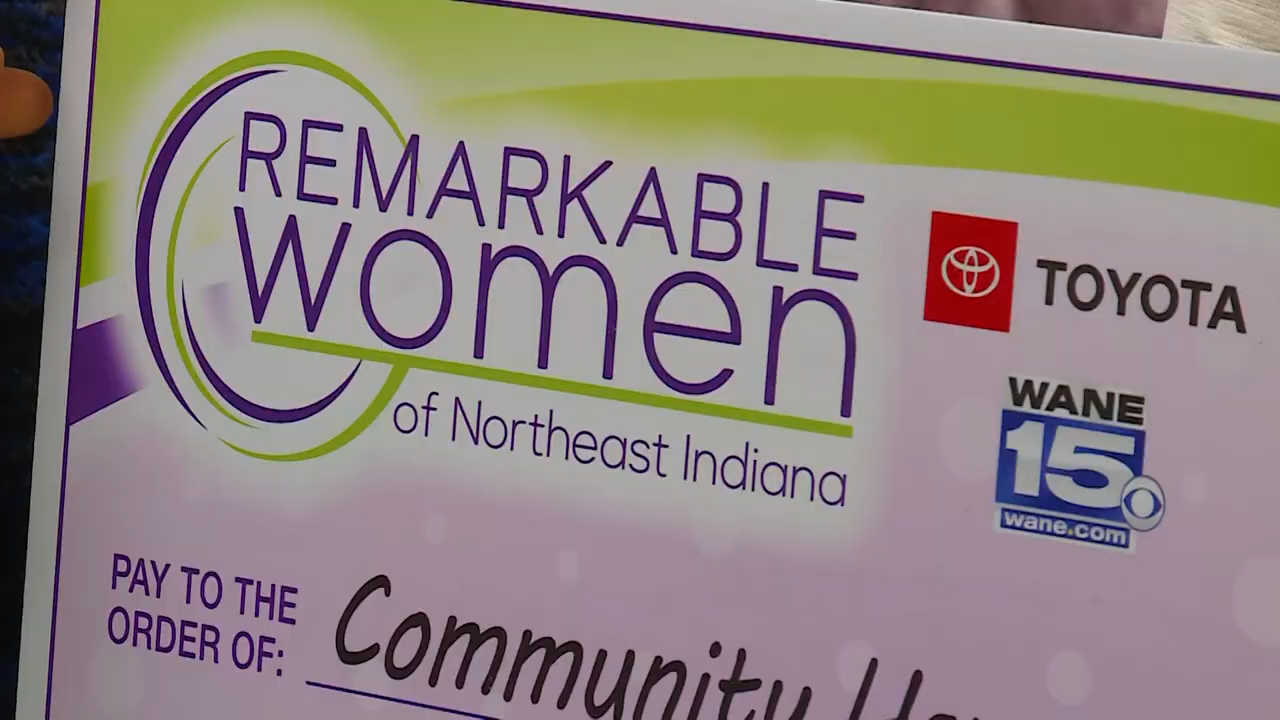 REMARKABLE
women
of Northeast Indiana
TOYOTA
WANE
15
wane.com
PAY TO THE
ORDER OF:
Community